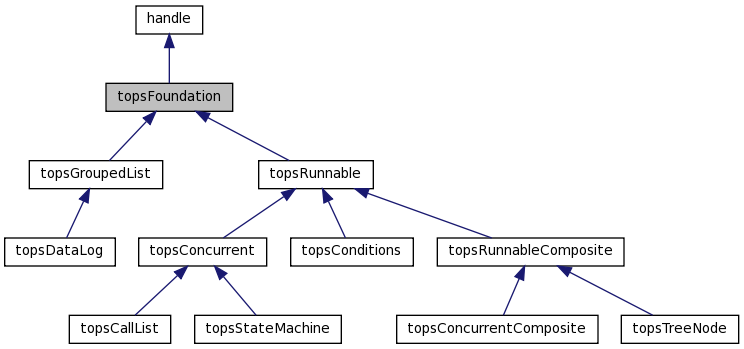 handle
topsFoundation
topsGroupedList
topsRunnable
topsDataLog
topsConcurrent
topsConditions
topsRunnableComposite
topsCallList
topsStateMachine
topsConcurrentComposite
topsTreeNode